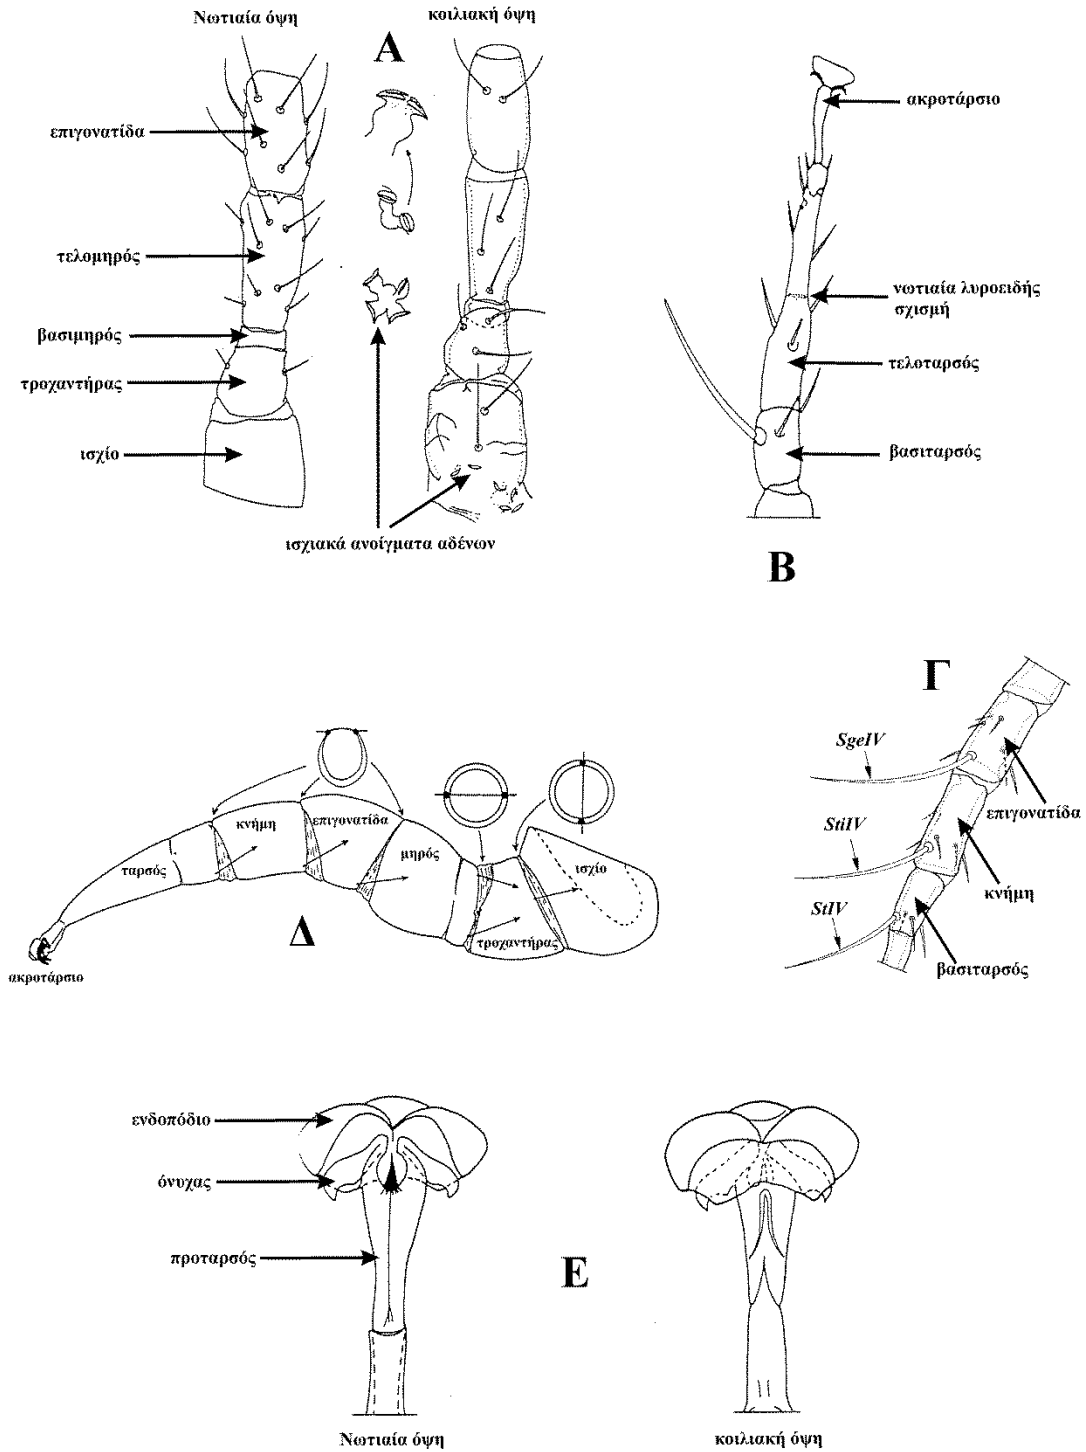 Νωτιαία όψη
κοιλιακή όψη
Α
επιγονατίδα
τελομηρός
βασιμηρός
τροχαντήρας
ισχίο
ισχιακά ανοίγματα αδένων
ακροτάρσιο
νωτιαία λυροειδής
σχισμή
τελοταρσός
βασιταρσός
Β
Γ
SgeIV
StiIV
StIV
επιγονατίδα
κνήμη
βασιταρσός
κνήμη
επιγονατίδα
μηρός
ισχίο
ταρσός
τροχαντήρας
Δ
ακροτάρσιο
ενδοπόδιο
όνυχας
προταρσός
Ε
Νωτιαία όψη
κοιλιακή όψη